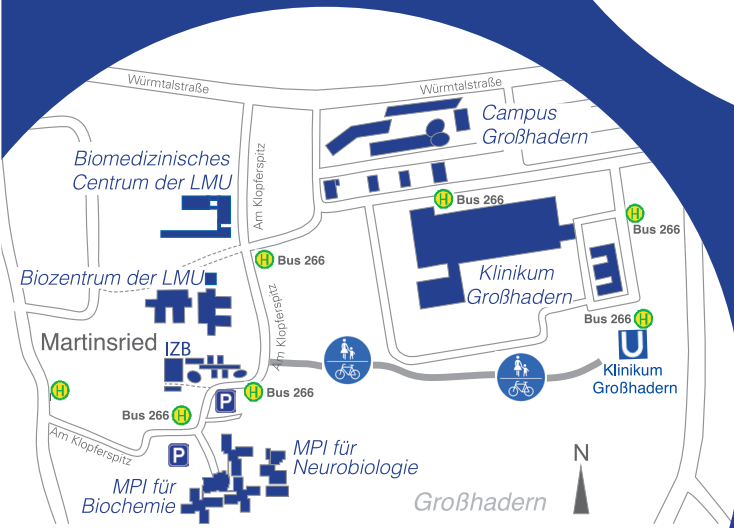 Würmtalstraße
Würmtalstraße
Campus
Großhadern
Biomedizinisches
Centrum der LMU
Am Klopferspitz
H Bus 266
H
Bus 266
H Bus 266
Biozentrum der LMU
Klinikum
Großhadern
Am Klopferspitz
Bus 266 H
Martinsried
IZB
U
Klinikum
Großhadern
H
H Bus 266
P
Bus 266 H
Am Klopferspitz
P
MPI für
Neurobiologie
MPI für
Biochemie
N
Großhadern